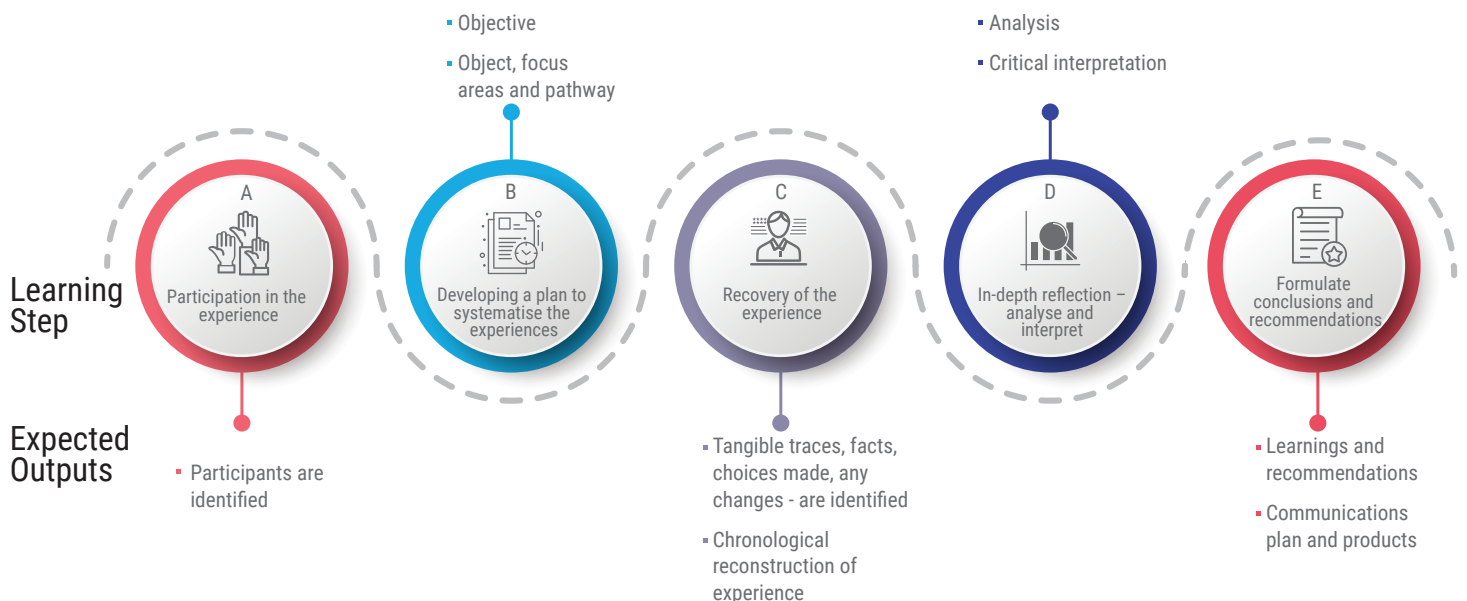 Objective
Object, focus
areas and pathway
Analysis
Critical interpretation
Learning
Step
A
Participation in the
experience
B
Developing a plan to
systematise the
experiences
C
Recovery of the
experience
D
In-depth reflection –
analyse and
interpret
E
Formulate
conclusions and
recommendations
Expected
Outputs
Participants are
identified
Tangible traces, facts,
choices made, any
changes - are identified
Chronological
reconstruction of
experience
Learnings and
recommendations
Communications
plan and products